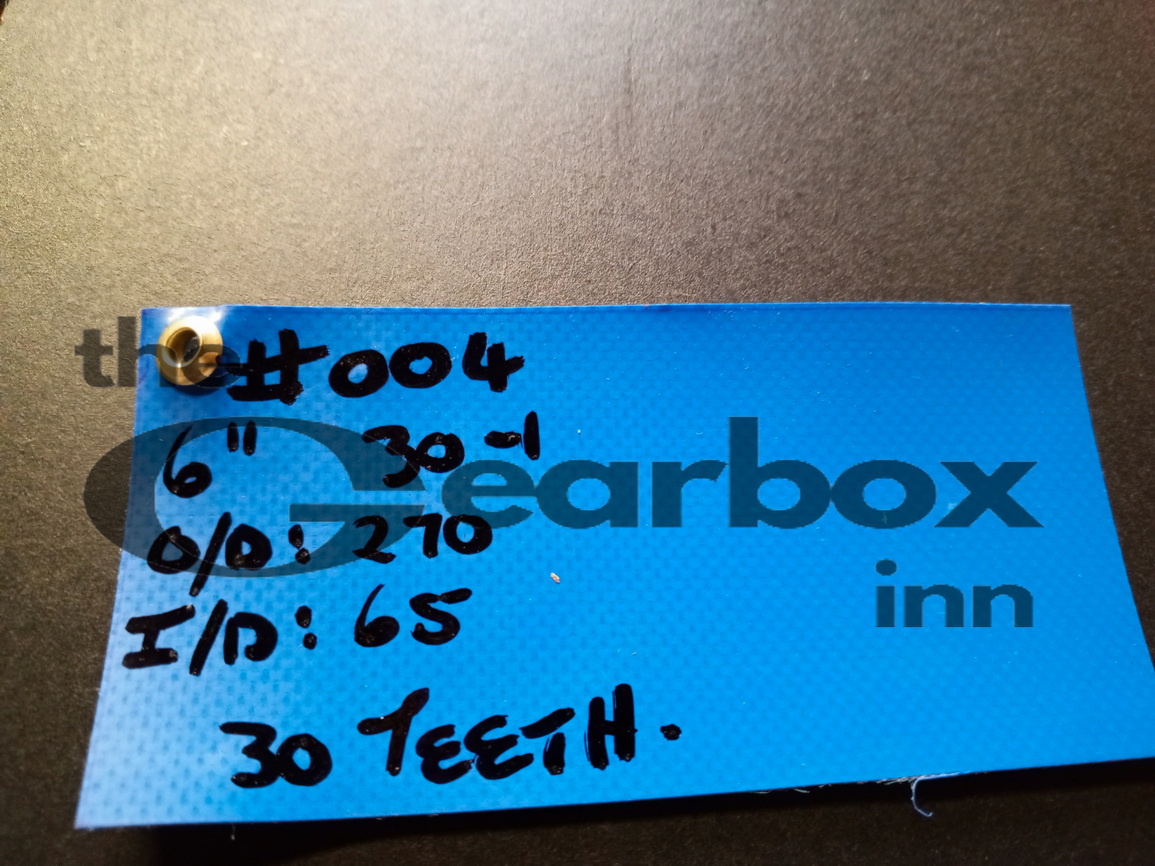 the
#004
6" 30-1
Gearbox
O/D: 270
inn
I/D: 65
30 TEETH.